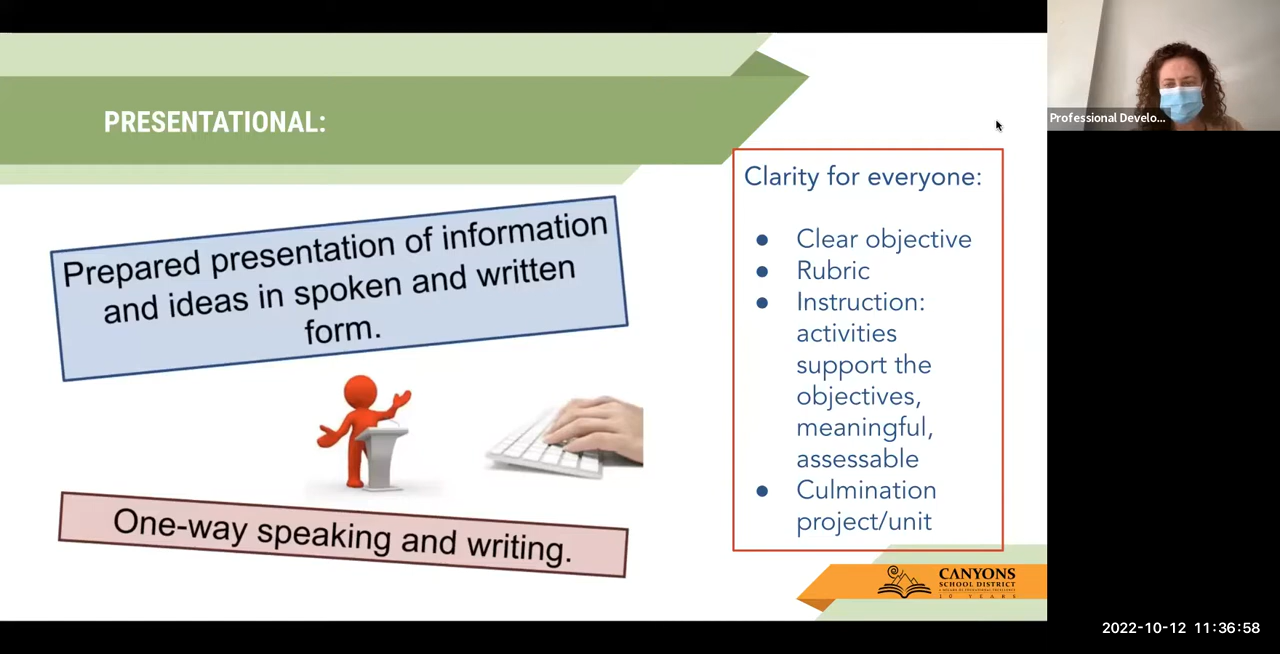 PRESENTATIONAL:
Prepared presentation of information
and ideas in spoken and written
form.
One-way speaking and writing.
Clarity for everyone:
● Clear objective
● Rubric
● Instruction:
activities
support the
objectives,
meaningful,
assessable
● Culmination
project/unit
CANYONS
SCHOOL DISTRICT
10 YEARS
Professional Develo...
2022-10-12 11:36:58